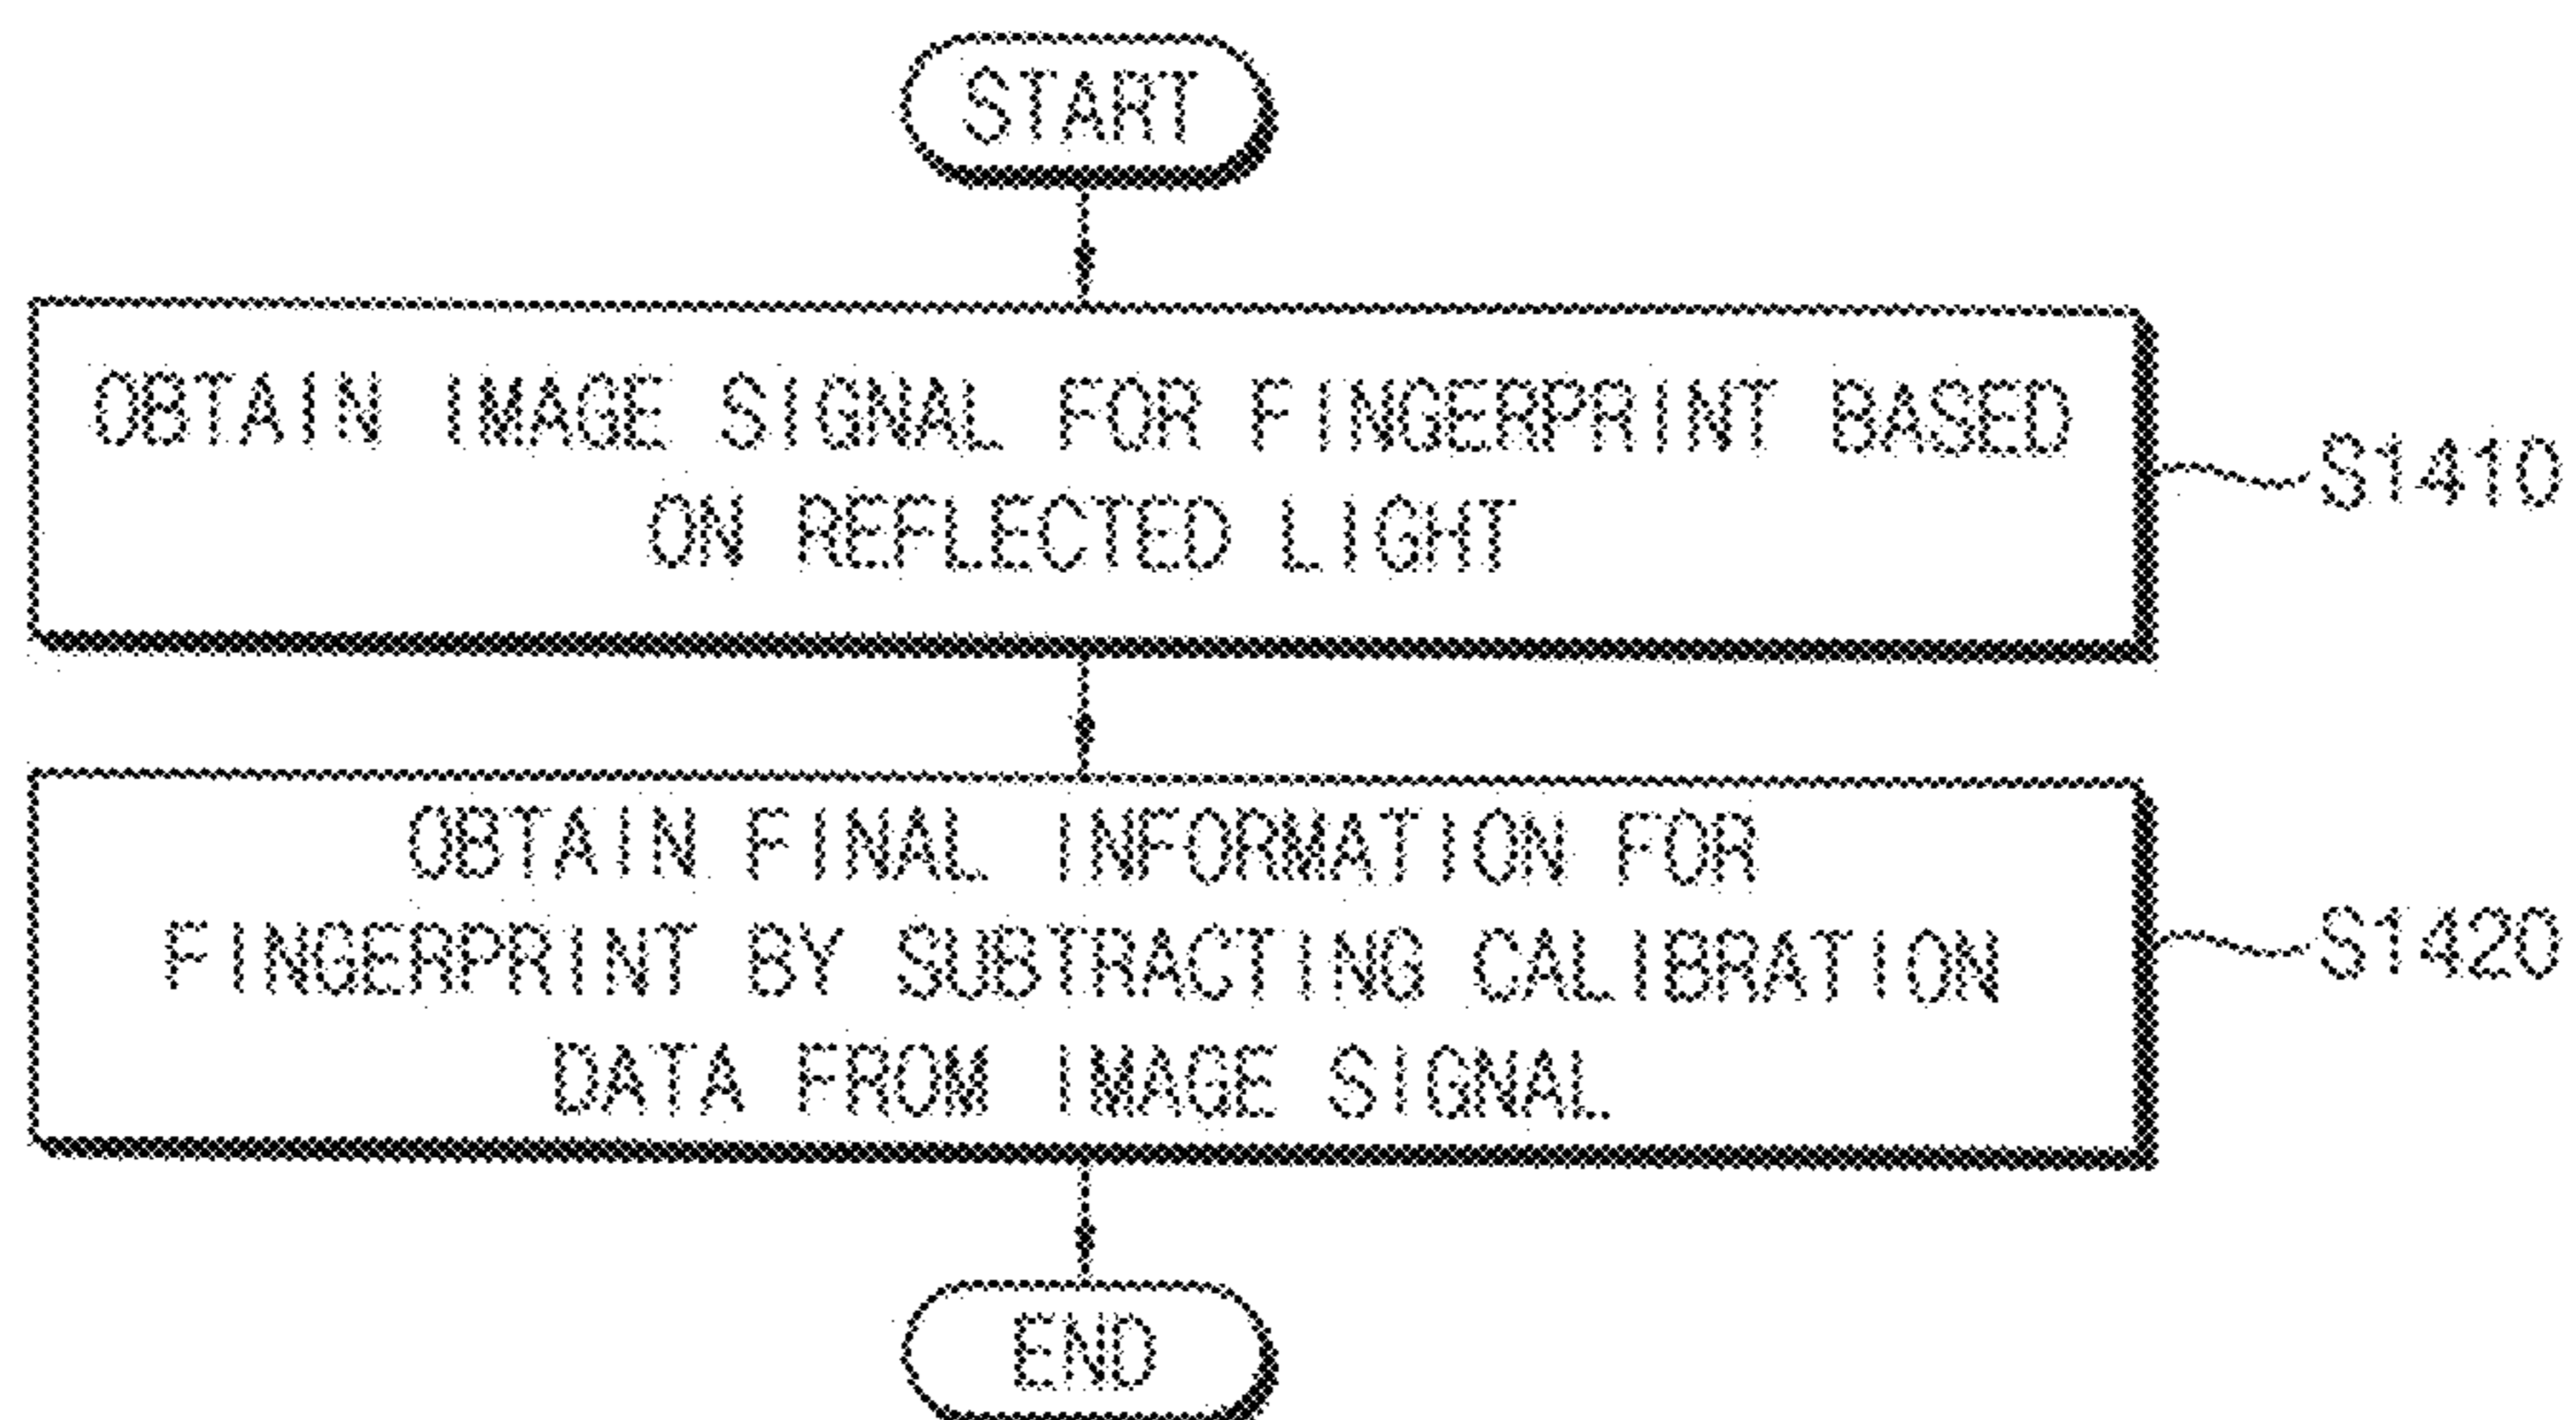 START
OBTAIN IMAGE SIGNAL FOR FINGERPRINT BASED
ON REFLECTED LIGHT
S1410
OBTAIN FINAL INFORMATION FOR
FINGERPRINT BY SUBTRACTING CALIBRATION
DATA FROM IMAGE SIGNAL
S1420
END